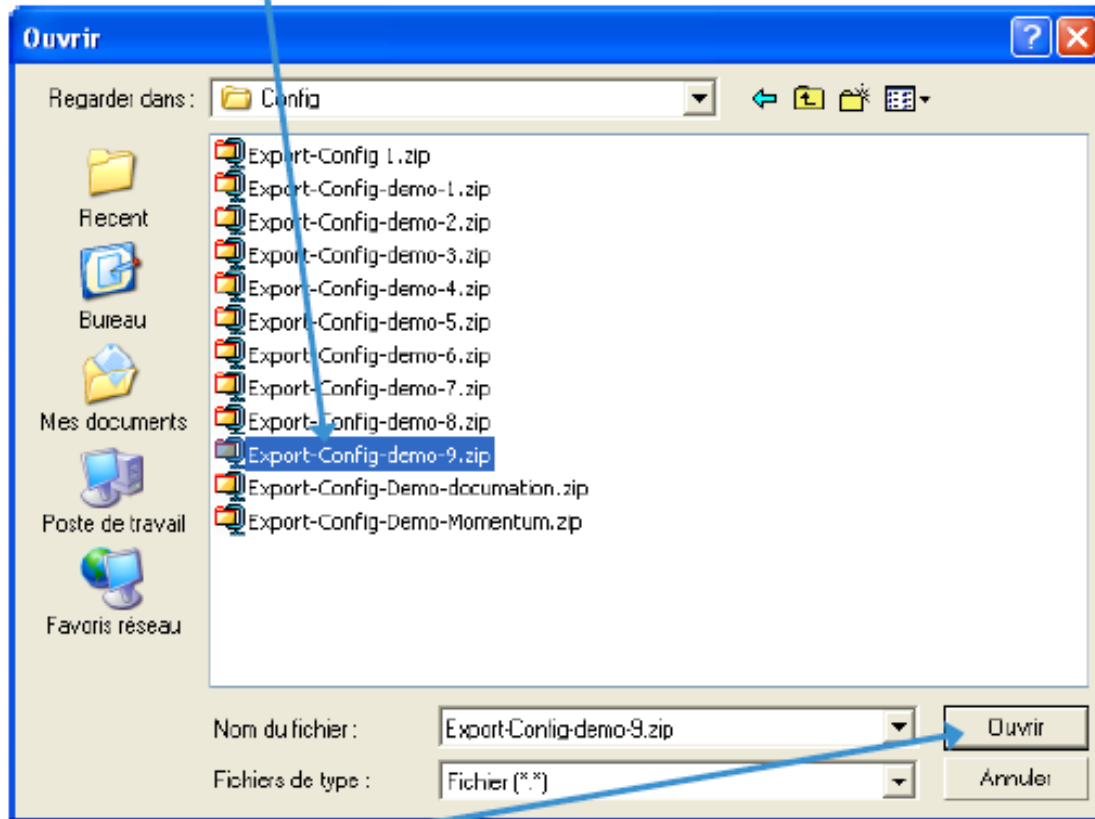 Ouvrir
Regarder dans : Config
Export-Config 1.zip
Export-Config-demo-1.zip
Export-Config-demo-2.zip
Export-Config-demo-3.zip
Export-Config-demo-4.zip
Export-Config-demo-5.zip
Export-Config-demo-6.zip
Export-Config-demo-7.zip
Export-Config-demo-8.zip
Export-Config-demo-9.zip
Export-Config-Demo-documation.zip
Export-Config-Demo-Momentum.zip
Recent
Bureau
Mes documents
Poste de travail
Favoris réseau
Nom du fichier : Export-Config-demo-9.zip Ouvrir
Fichiers de type : Fichier (*.*) Annuler